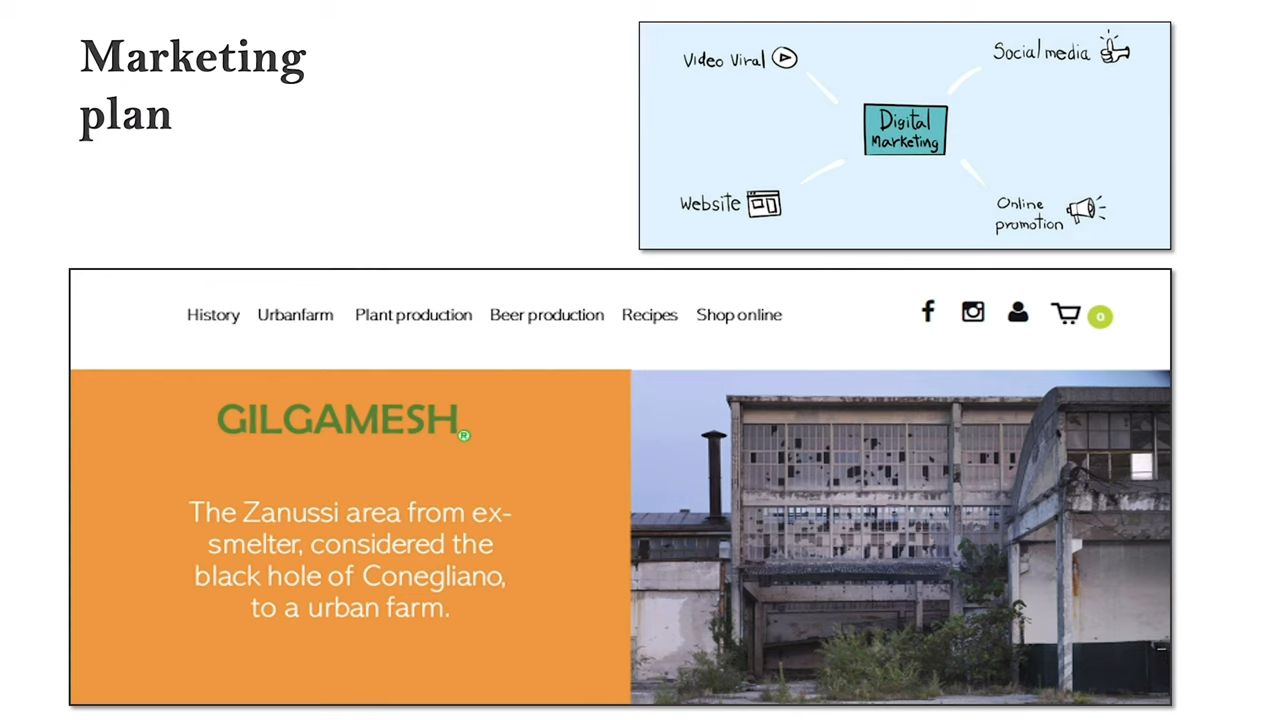 Marketing
plan
Video Viral
Social media
Digital
Marketing
Website
Online
promotion
History Urbanfarm Plant production Beer production Recipes Shop online
0
GILGAMESH®
The Zanussi area from ex-
smelter, considered the
black hole of Conegliano,
to a urban farm.